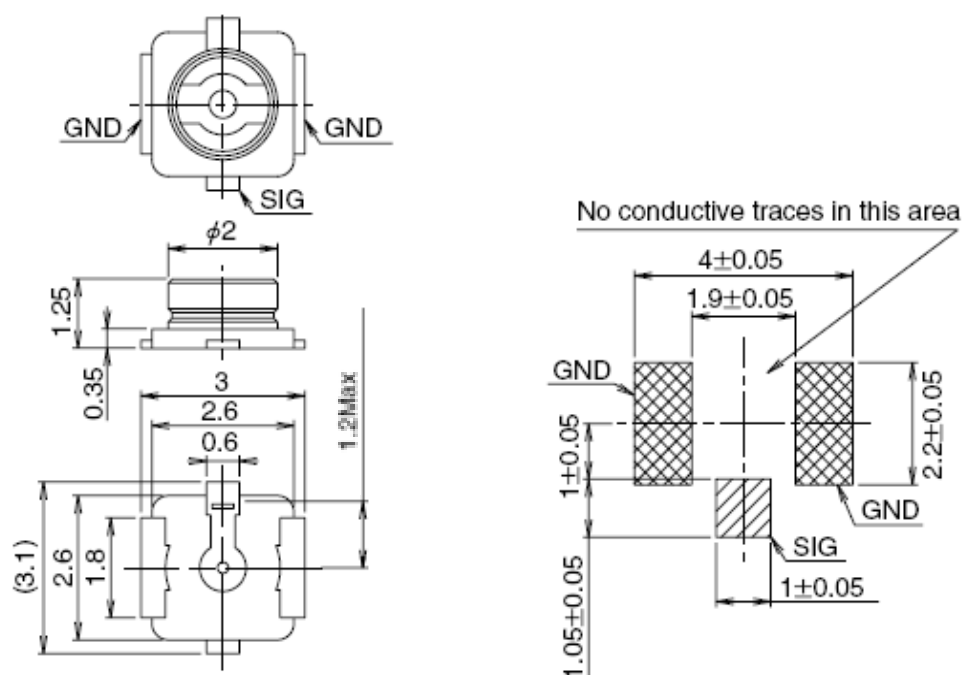 GND
GND
SIG
ϕ2
1.25
0.35
3
2.6
0.6
1.2Max
(3.1)
2.6
1.8
No conductive traces in this area
4±0.05
1.9±0.05
GND
1±0.05
2.2±0.05
GND
SIG
1±0.05
1.05±0.05